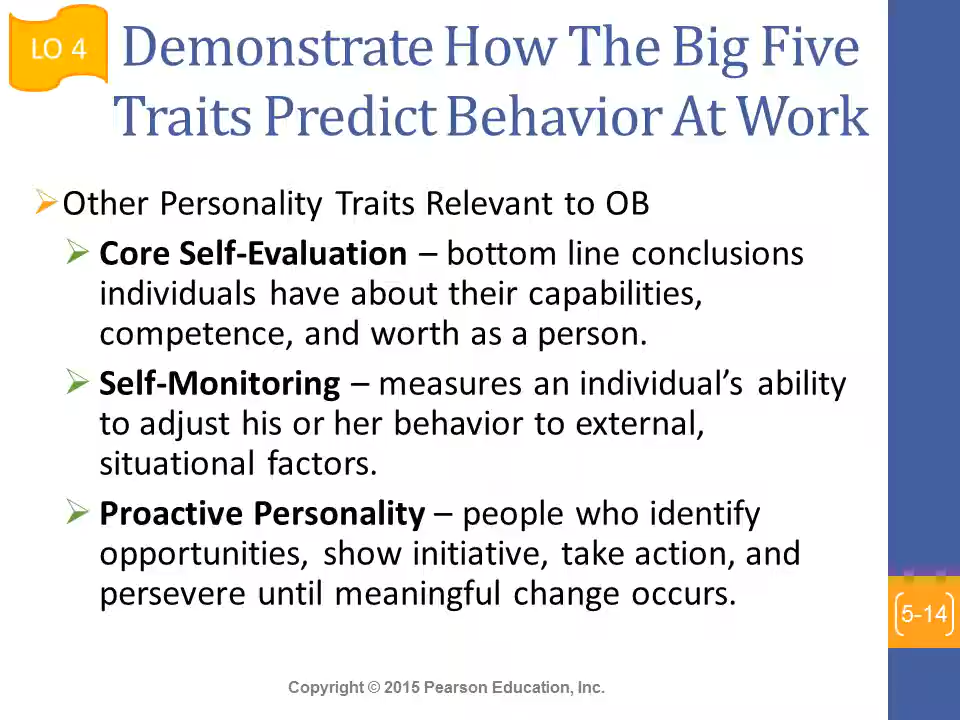 LO 4
Demonstrate How The Big Five
Traits Predict Behavior At Work
Other Personality Traits Relevant to OB
Core Self-Evaluation – bottom line conclusions
individuals have about their capabilities,
competence, and worth as a person.
Self-Monitoring – measures an individual’s ability
to adjust his or her behavior to external,
situational factors.
Proactive Personality – people who identify
opportunities, show initiative, take action, and
persevere until meaningful change occurs.
5-14
Copyright © 2015 Pearson Education, Inc.